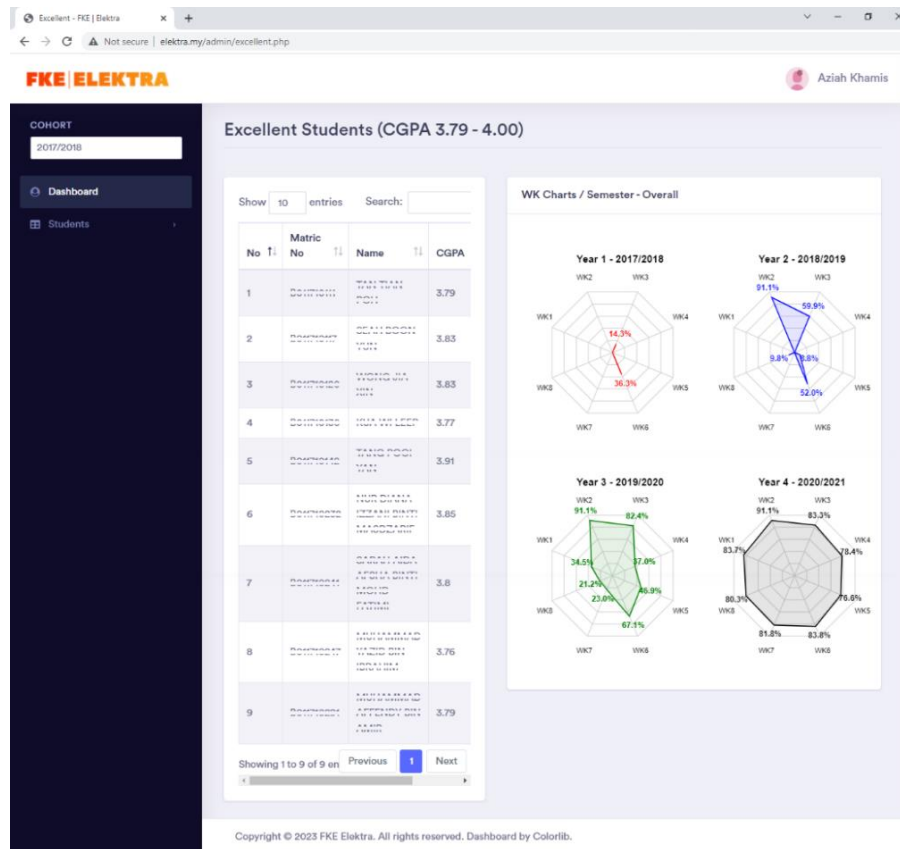 Excellent - FKE | Elektra
Not secure | elektra.my/admin/excellent.php
FKE|ELEKTRA
Aziah Khamis
COHORT
2017/2018
Dashboard
Students
Excellent Students (CGPA 3.79 - 4.00)
Show 10 entries Search:
No Matric No Name CGPA
1 3.79
2 3.83
3 3.83
4 3.77
5 3.91
6 3.85
7 3.8
8 3.76
9 3.79
Showing 1 to 9 of 9 en Previous 1 Next
WK Charts / Semester - Overall
Year 1 - 2017/2018
WK2 WK3
WK1 WK4
14.3%
36.3%
WK8 WK5
WK7 WK6
Year 2 - 2018/2019
WK2 WK3
91.1%
59.9%
WK1 WK4
9.8% 8.8%
WK8 WK5
52.0%
WK7 WK6
Year 3 - 2019/2020
WK2 WK3
91.1% 82.4%
WK1 WK4
34.5% 37.0%
21.2% 46.9%
23.0%
WK8 WK5
67.1%
WK7 WK6
Year 4 - 2020/2021
WK2 WK3
91.1% 83.3%
WK1 WK4
83.7% 78.4%
80.3% 76.6%
WK8 WK5
81.8% 83.8%
WK7 WK6
Copyright © 2023 FKE Elektra. All rights reserved. Dashboard by Colorlib.